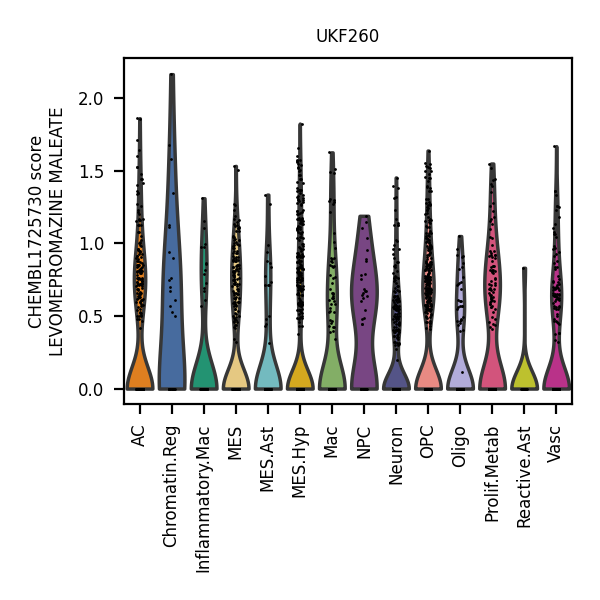 UKF260
CHEMBL1725730 score
LEVOMEPROMAZINE MALEATE
2.0
1.5
1.0
0.5
0.0
AC
Chromatin.Reg
Inflammatory.Mac
MES
MES.Ast
MES.Hyp
Mac
NPC
Neuron
OPC
Oligo
Prolif.Metab
Reactive.Ast
Vasc